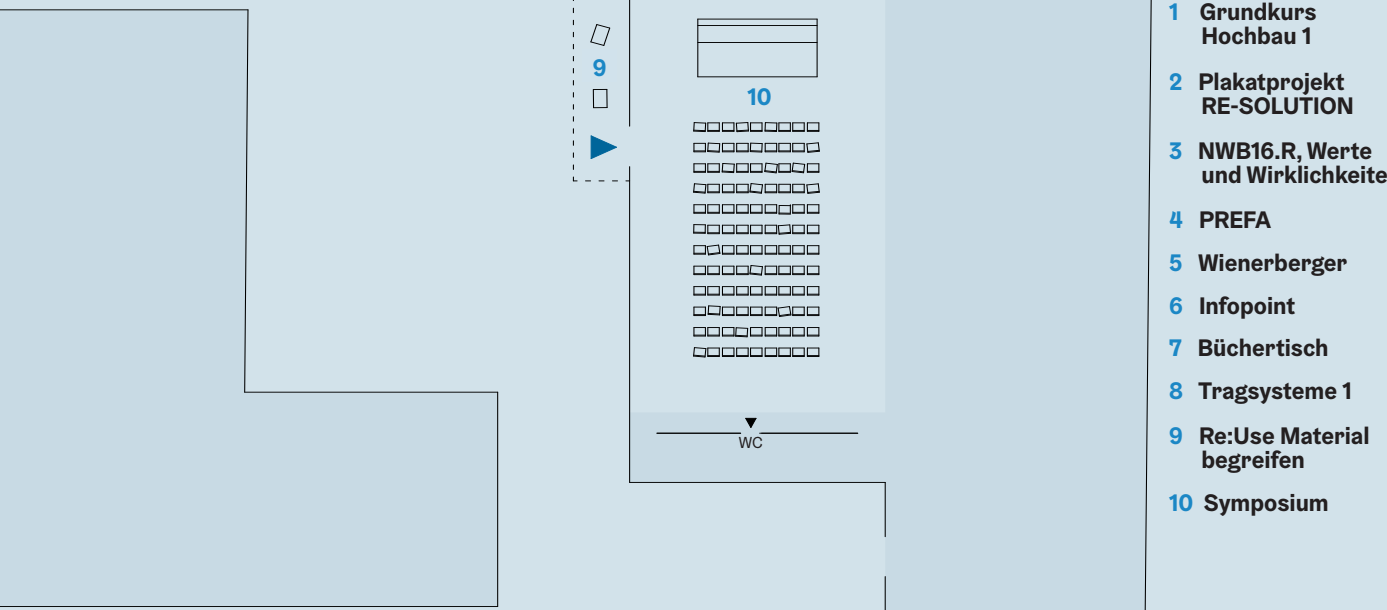 9
10
WC
1 Grundkurs
Hochbau 1
2 Plakatprojekt
RE-SOLUTION
3 NWB16.R, Werte
und Wirklichkeite
4 PREFA
5 Wienerberger
6 Infopoint
7 Büchertisch
8 Tragsysteme 1
9 Re:Use Material
begreifen
10 Symposium